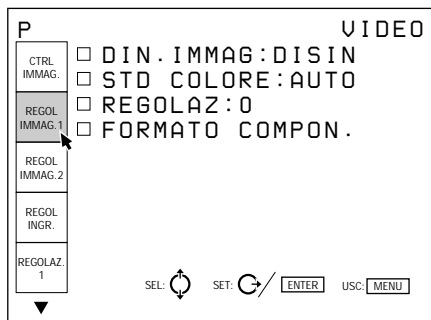 P VIDEO
CTRL
IMMAG.
REGOL
IMMAG.1
REGOL
IMMAG.2
REGOL
INGR.
REGOLAZ.
1
DIN.IMMAG:DISIN
STD COLORE:AUTO
REGOLAZ:0
FORMATO COMPON.
SEL: SET: / ENTER USC: MENU